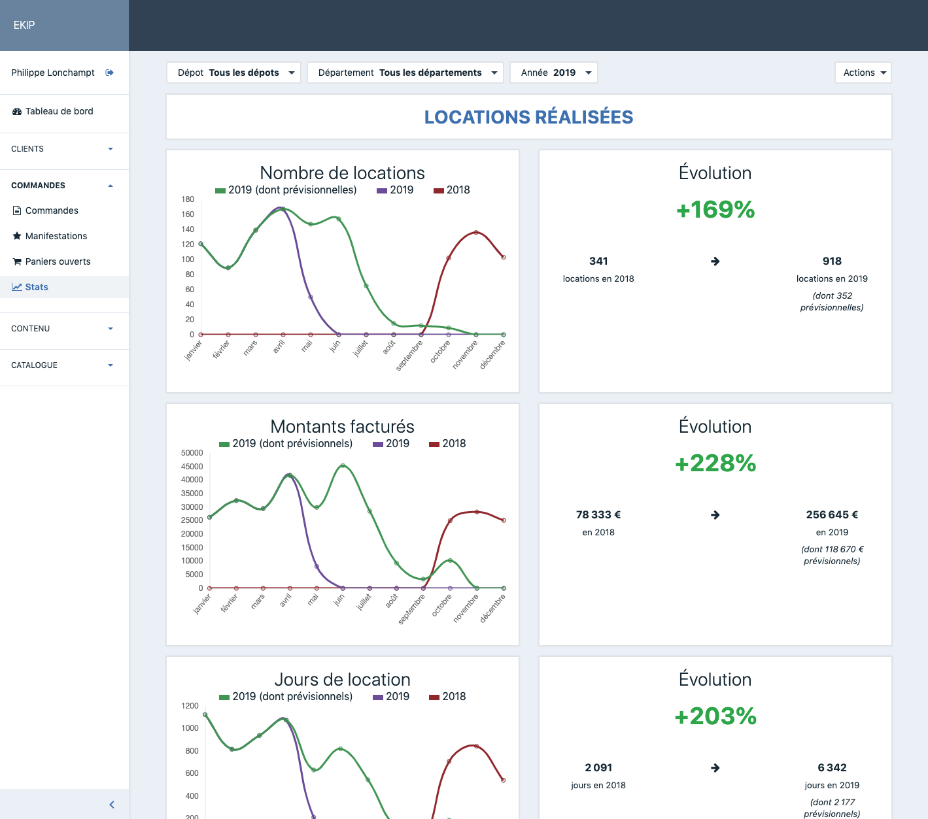 EKIP
Philippe Lonchampt
Tableau de bord
CLIENTS
COMMANDES
Commandes
Manifestations
Paniers ouverts
Stats
CONTENU
CATALOGUE
Dépot Tous les dépots
Département Tous les départements
Année 2019
Actions
LOCATIONS RÉALISÉES
Nombre de locations
2019 (dont prévisionnelles) 2019 2018
180
160
140
120
100
80
60
40
20
0
janvier février mars avril mai juin juillet août septembre octobre novembre décembre
Évolution
+169%
341
locations en 2018
918
locations en 2019
(dont 352
prévisionnelles)
Montants facturés
2019 (dont prévisionnels) 2019 2018
50000
45000
40000
35000
30000
25000
20000
15000
10000
5000
0
janvier février mars avril mai juin juillet août septembre octobre novembre décembre
Évolution
+228%
78 333 €
en 2018
256 645 €
en 2019
(dont 118 670 €
prévisionnels)
Jours de location
2019 (dont prévisionnels) 2019 2018
1200
1000
800
600
400
200
Évolution
+203%
2 091
jours en 2018
6 342
jours en 2019
(dont 2 177
prévisionnels)